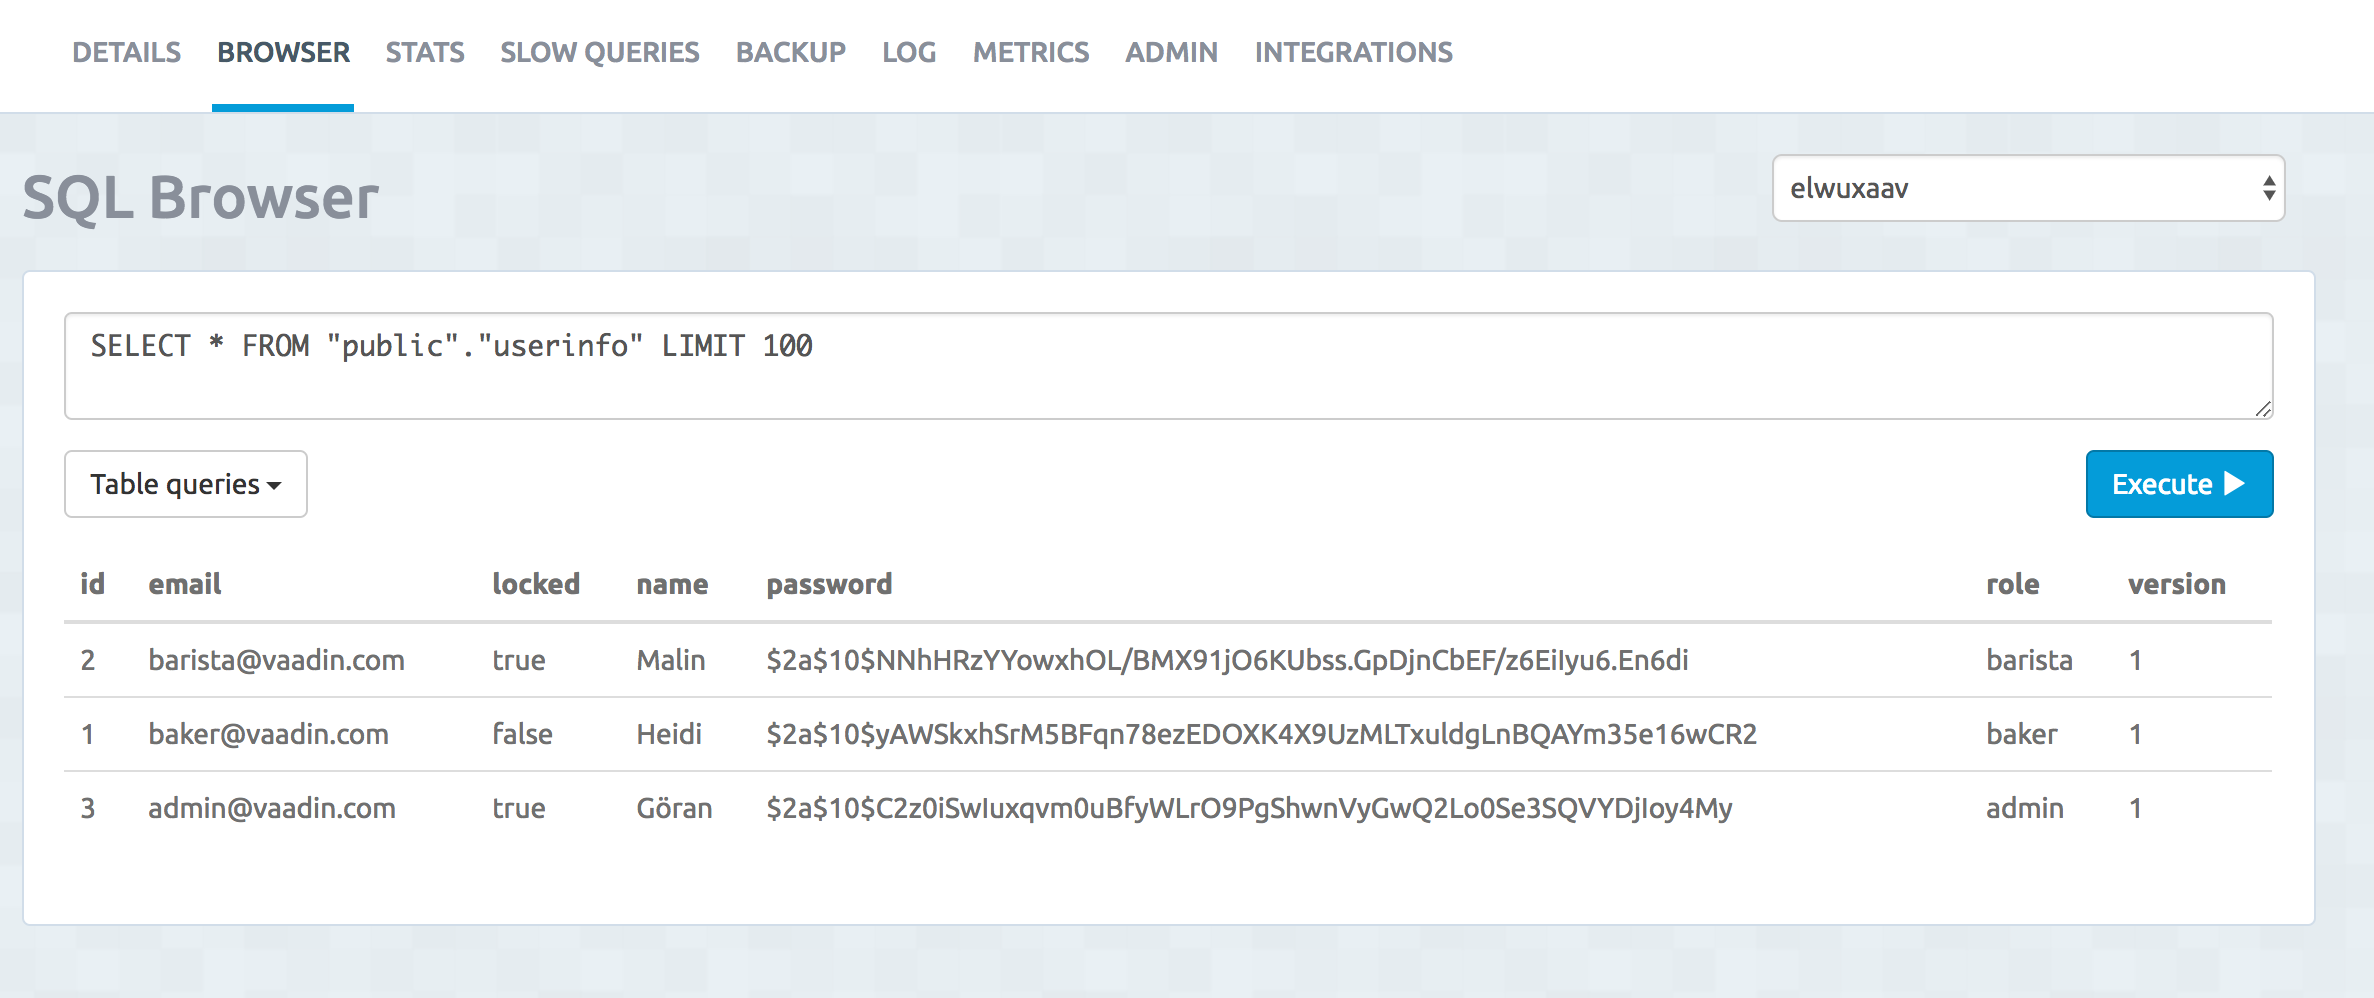 DETAILS BROWSER STATS SLOW QUERIES BACKUP LOG METRICS ADMIN INTEGRATIONS
SQL Browser
elwuxaav
SELECT * FROM "public"."userinfo" LIMIT 100
Table queries
Execute
id email locked name password role version
2 barista@vaadin.com true Malin $2a$10$NNhHRzYYowxhOL/BMX91jO6KUbss.GpDjnCbEF/z6EiIyu6.En6di barista 1
1 baker@vaadin.com false Heidi $2a$10$yAWSkxhSrM5BFqn78ezEDOXK4X9UzMLTxuldgLnBQAYm35e16wCR2 baker 1
3 admin@vaadin.com true Göran $2a$10$C2z0iSwIuxqvm0uBfyWLrO9PgShwnVyGwQ2Lo0Se3SQVYDjIoy4My admin 1